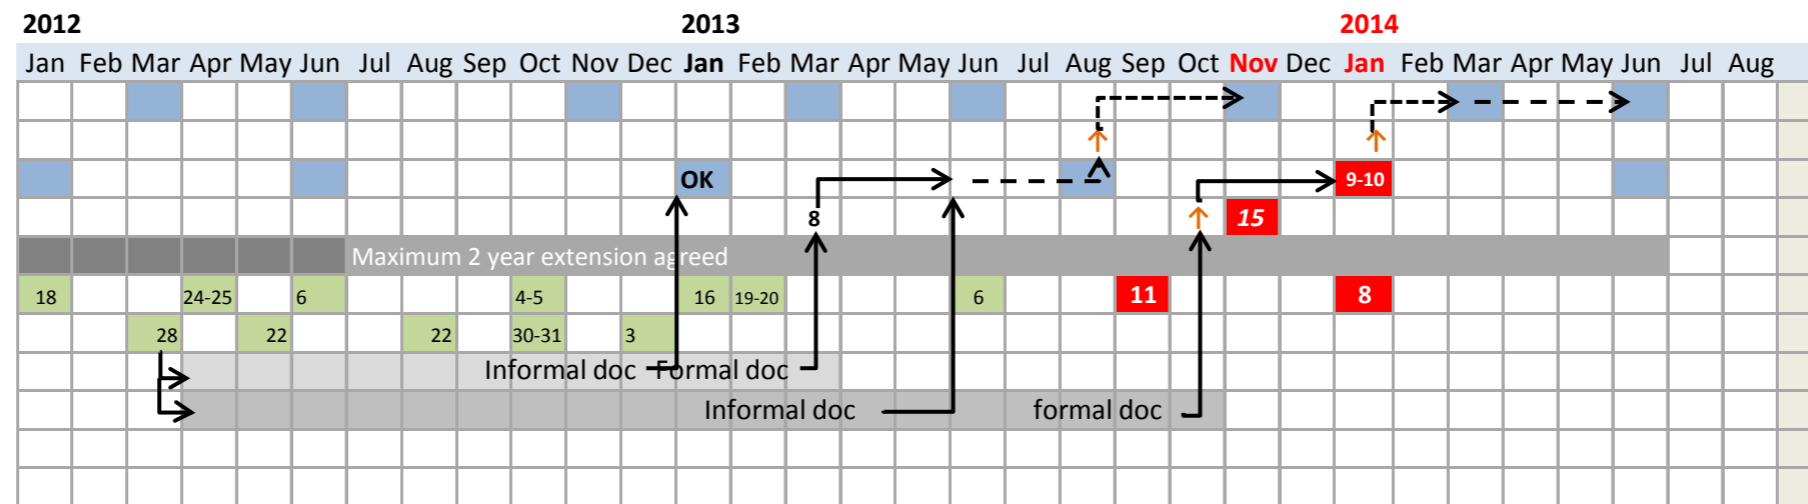 2012 2013 2014
Jan Feb Mar Apr May Jun Jul Aug Sep Oct Nov Dec Jan Feb Mar Apr May Jun Jul Aug Sep Oct Nov Dec Jan Feb Mar Apr May Jun Jul Aug
OK 9-10
8 15
Maximum 2 year extension agreed
18 24-25 6 4-5 16 19-20 6 11 8
28 22 22 30-31 3
Informal doc Formal doc
Informal doc formal doc